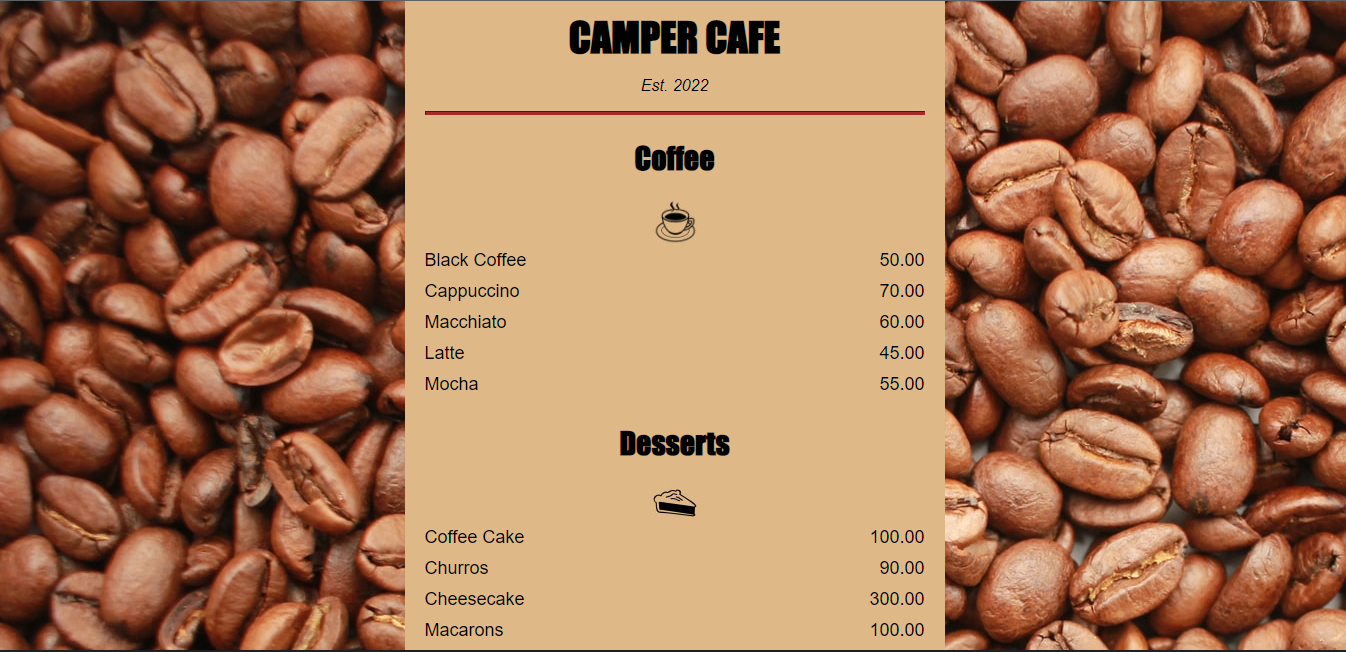 CAMPER CAFE
Est. 2022
Coffee
Black Coffee 50.00
Cappuccino 70.00
Macchiato 60.00
Latte 45.00
Mocha 55.00
Desserts
Coffee Cake 100.00
Churros 90.00
Cheesecake 300.00
Macarons 100.00